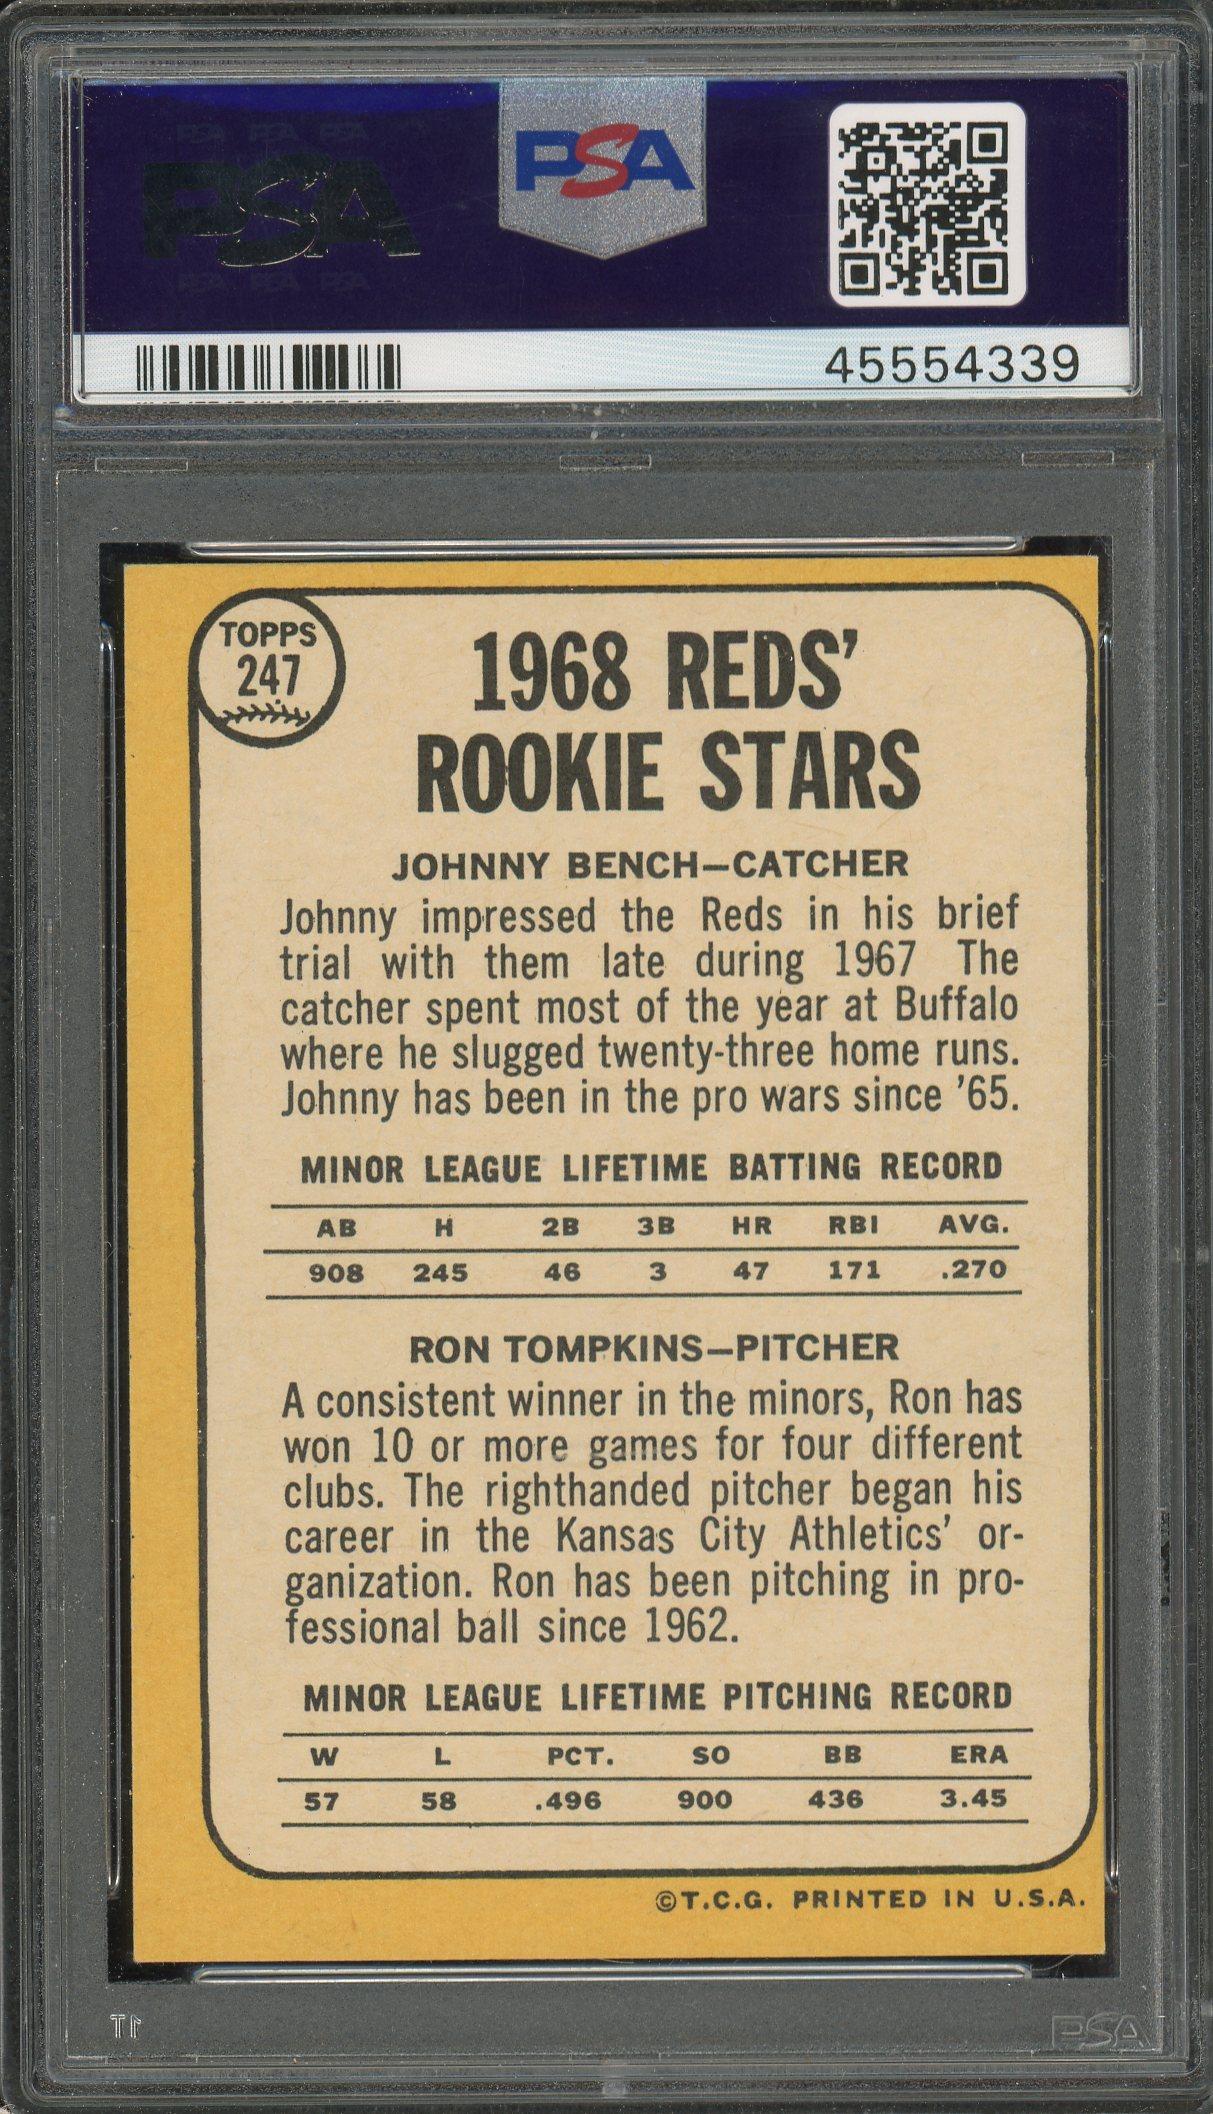 PSA PSA PSA
PSA
PSA PSA PSA
PSA
45554339
TOPPS
247
1968 REDS'
ROOKIE STARS
JOHNNY BENCH—CATCHER
Johnny impressed the Reds in his brief
trial with them late during 1967 The
catcher spent most of the year at Buffalo
where he slugged twenty-three home runs.
Johnny has been in the pro wars since '65.
MINOR LEAGUE LIFETIME BATTING RECORD
AB H 2B 3B HR RBI AVG.
908 245 46 3 47 171 .270
RON TOMPKINS—PITCHER
A consistent winner in the minors, Ron has
won 10 or more games for four different
clubs. The righthanded pitcher began his
career in the Kansas City Athletics' or-
ganization. Ron has been pitching in pro-
fessional ball since 1962.
MINOR LEAGUE LIFETIME PITCHING RECORD
W L PCT. SO BB ERA
57 58 .496 900 436 3.45
©T.C.G. PRINTED IN U.S.A.
PSA